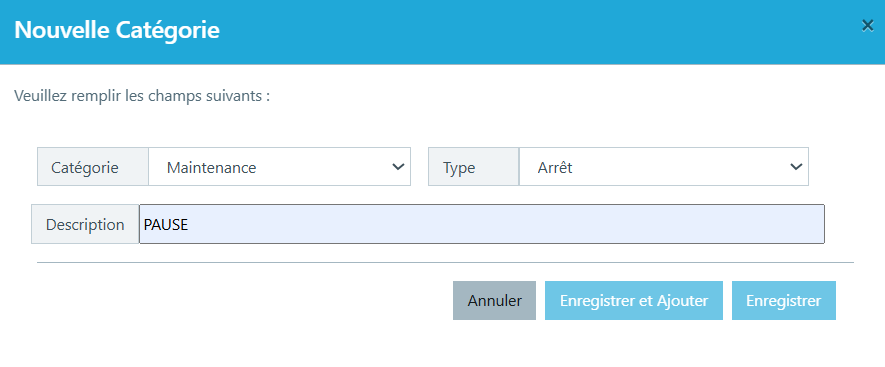 Nouvelle Catégorie
×
Veuillez remplir les champs suivants :
Catégorie Maintenance Type Arrêt
Description PAUSE
Annuler Enregistrer et Ajouter Enregistrer